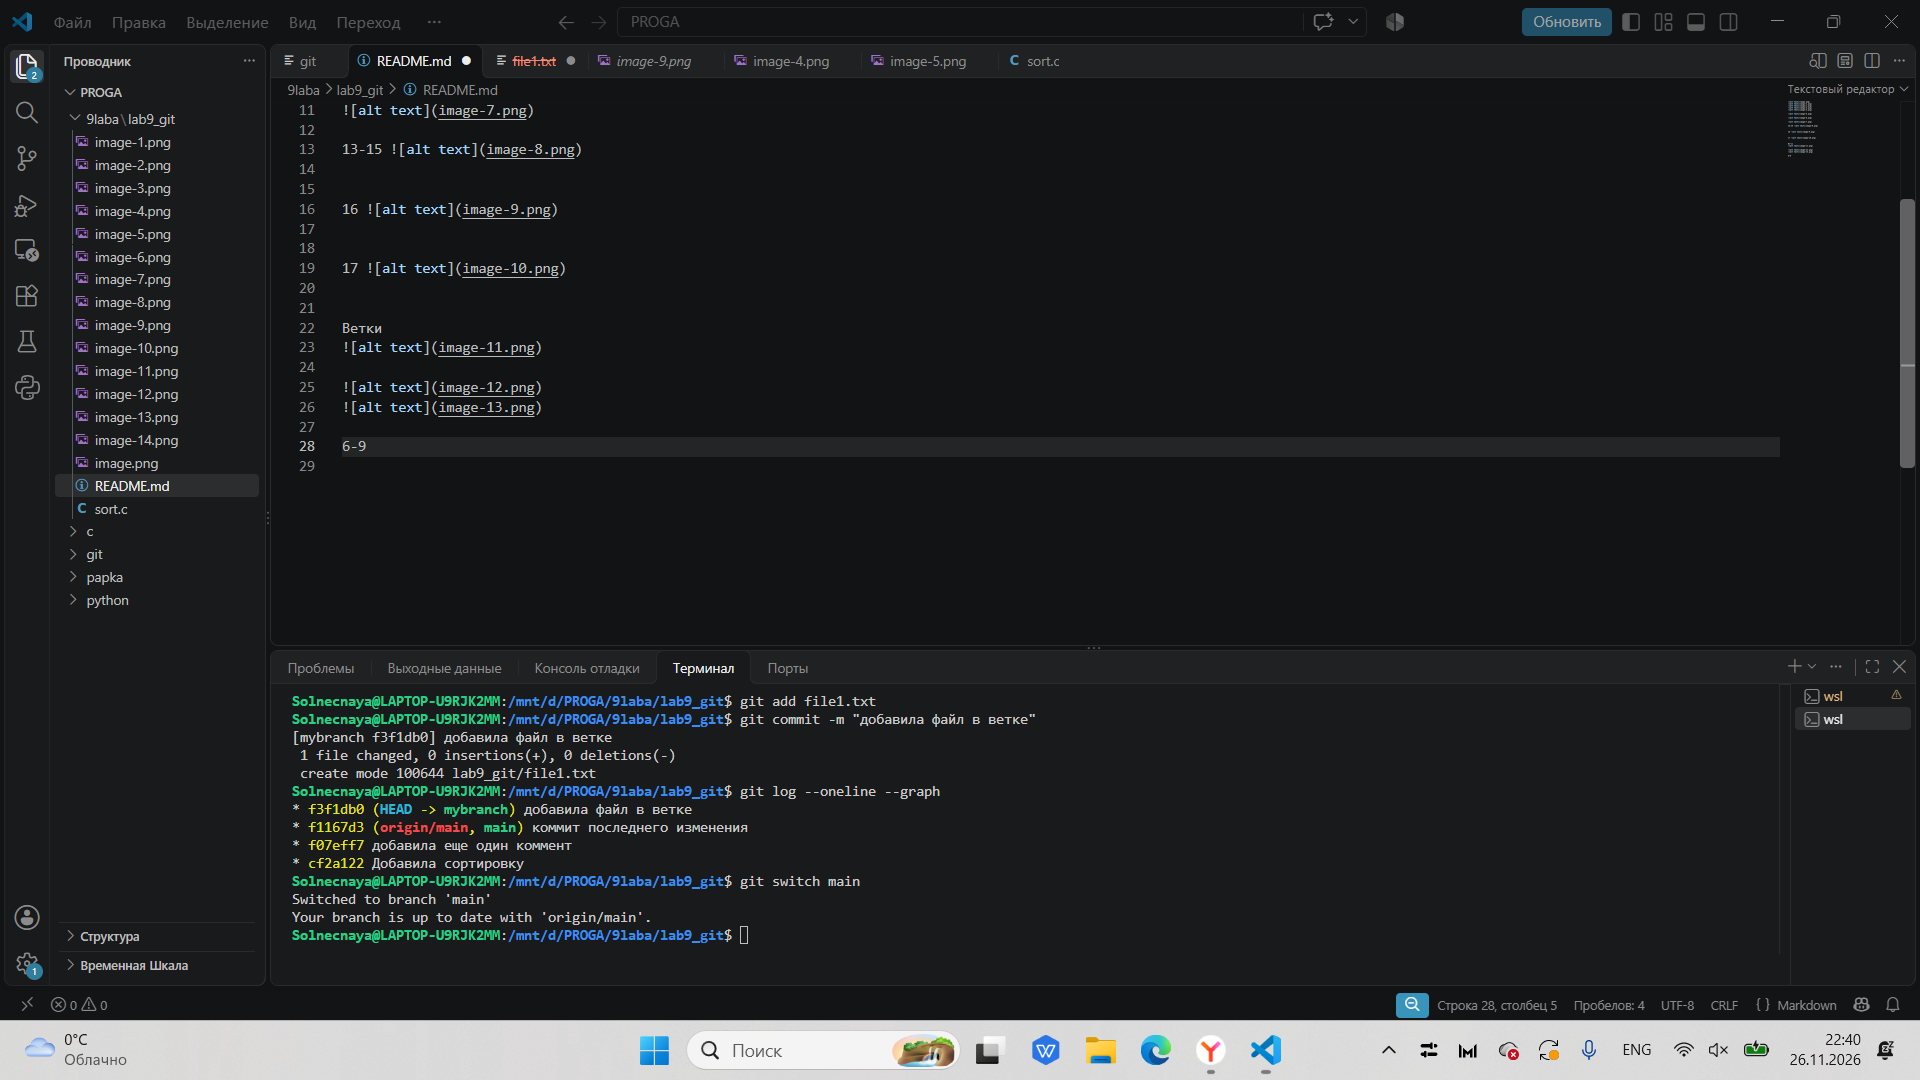 Файл Правка Выделение Вид Переход ··· PROGA Обновить
git README.md file1.txt image-9.png image-4.png image-5.png sort.c
Проводник
PROGA
9laba\lab9_git
image-1.png
image-2.png
image-3.png
image-4.png
image-5.png
image-6.png
image-7.png
image-8.png
image-9.png
image-10.png
image-11.png
image-12.png
image-13.png
image-14.png
image.png
README.md
sort.c
c
git
papka
python
Структура
Временная Шкала
2
1
9laba > lab9_git > README.md
Текстовый редактор
11 ![alt text](image-7.png)
12
13 13-15 ![alt text](image-8.png)
14
15
16 16 ![alt text](image-9.png)
17
18
19 17 ![alt text](image-10.png)
20
21
22 Ветки
23 ![alt text](image-11.png)
24
25 ![alt text](image-12.png)
26 ![alt text](image-13.png)
27
28 6-9
29
Проблемы Выходные данные Консоль отладки Терминал Порты
Solnecnaya@LAPTOP-U9RJK2MM:/mnt/d/PROGA/9laba/lab9_git$ git add file1.txt
Solnecnaya@LAPTOP-U9RJK2MM:/mnt/d/PROGA/9laba/lab9_git$ git commit -m "добавила файл в ветке"
[mybranch f3f1db0] добавила файл в ветке
1 file changed, 0 insertions(+), 0 deletions(-)
create mode 100644 lab9_git/file1.txt
Solnecnaya@LAPTOP-U9RJK2MM:/mnt/d/PROGA/9laba/lab9_git$ git log --oneline --graph
* f3f1db0 (HEAD -> mybranch) добавила файл в ветке
* f1167d3 (origin/main, main) коммит последнего изменения
* f07eff7 добавила еще один коммент
* cf2a122 Добавила сортировку
Solnecnaya@LAPTOP-U9RJK2MM:/mnt/d/PROGA/9laba/lab9_git$ git switch main
Switched to branch 'main'
Your branch is up to date with 'origin/main'.
Solnecnaya@LAPTOP-U9RJK2MM:/mnt/d/PROGA/9laba/lab9_git$
wsl
wsl
0 0 Строка 28, столбец 5 Пробелов: 4 UTF-8 CRLF {} Markdown
0°C
Облачно
Поиск
ENG
22:40
26.11.2026